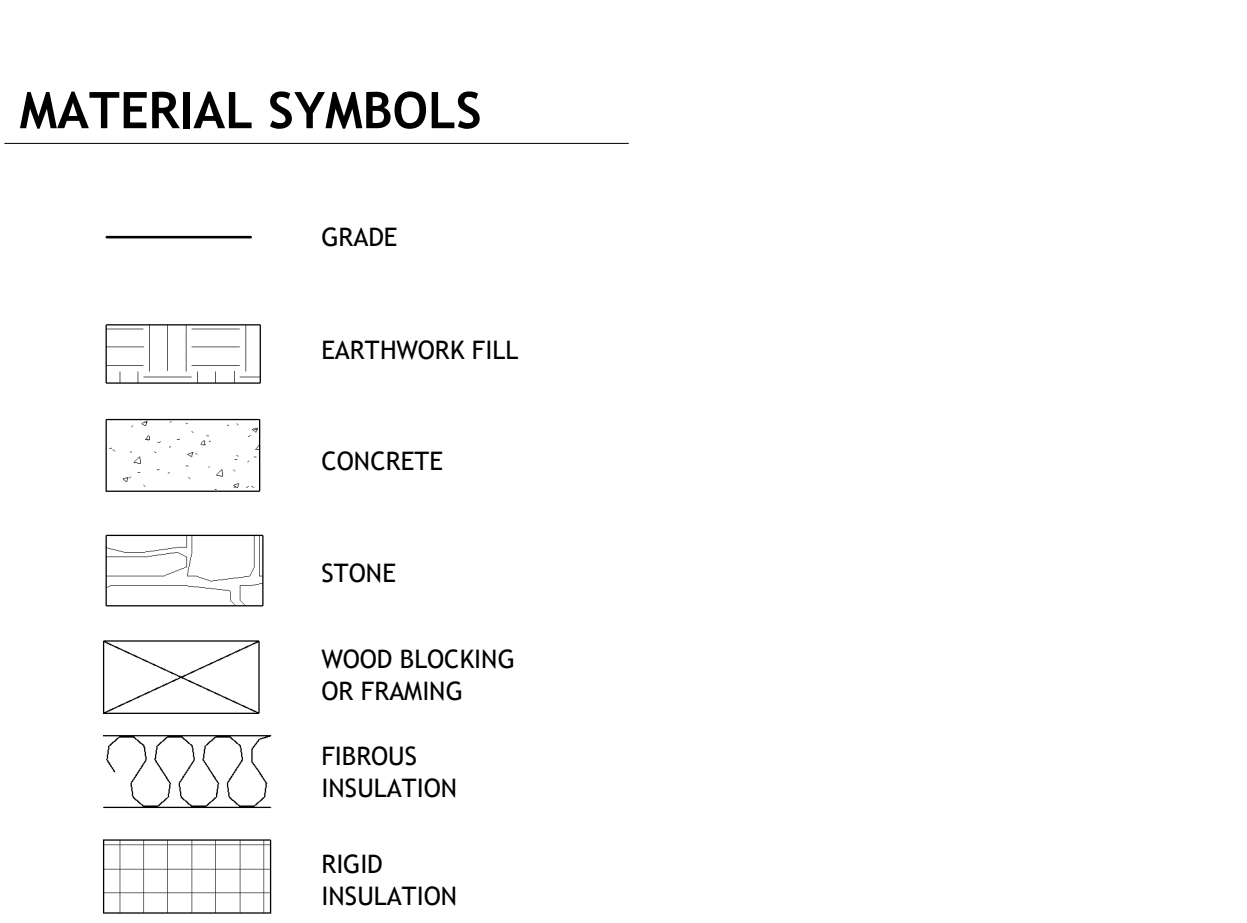 MATERIAL SYMBOLS
GRADE
EARTHWORK FILL
CONCRETE
STONE
WOOD BLOCKING
OR FRAMING
FIBROUS
INSULATION
RIGID
INSULATION